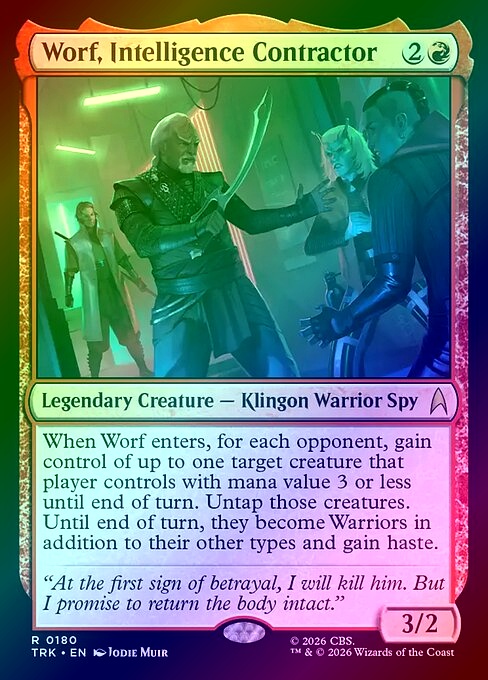 Worf, Intelligence Contractor 2
Legendary Creature — Klingon Warrior Spy
When Worf enters, for each opponent, gain
control of up to one target creature that
player controls with mana value 3 or less
until end of turn. Untap those creatures.
Until end of turn, they become Warriors in
addition to their other types and gain haste.
“At the first sign of betrayal, I will kill him. But
I promise to return the body intact.”
3/2
R 0180
TRK • EN Jodie Muir
© 2026 CBS.
™ & © 2026 Wizards of the Coast